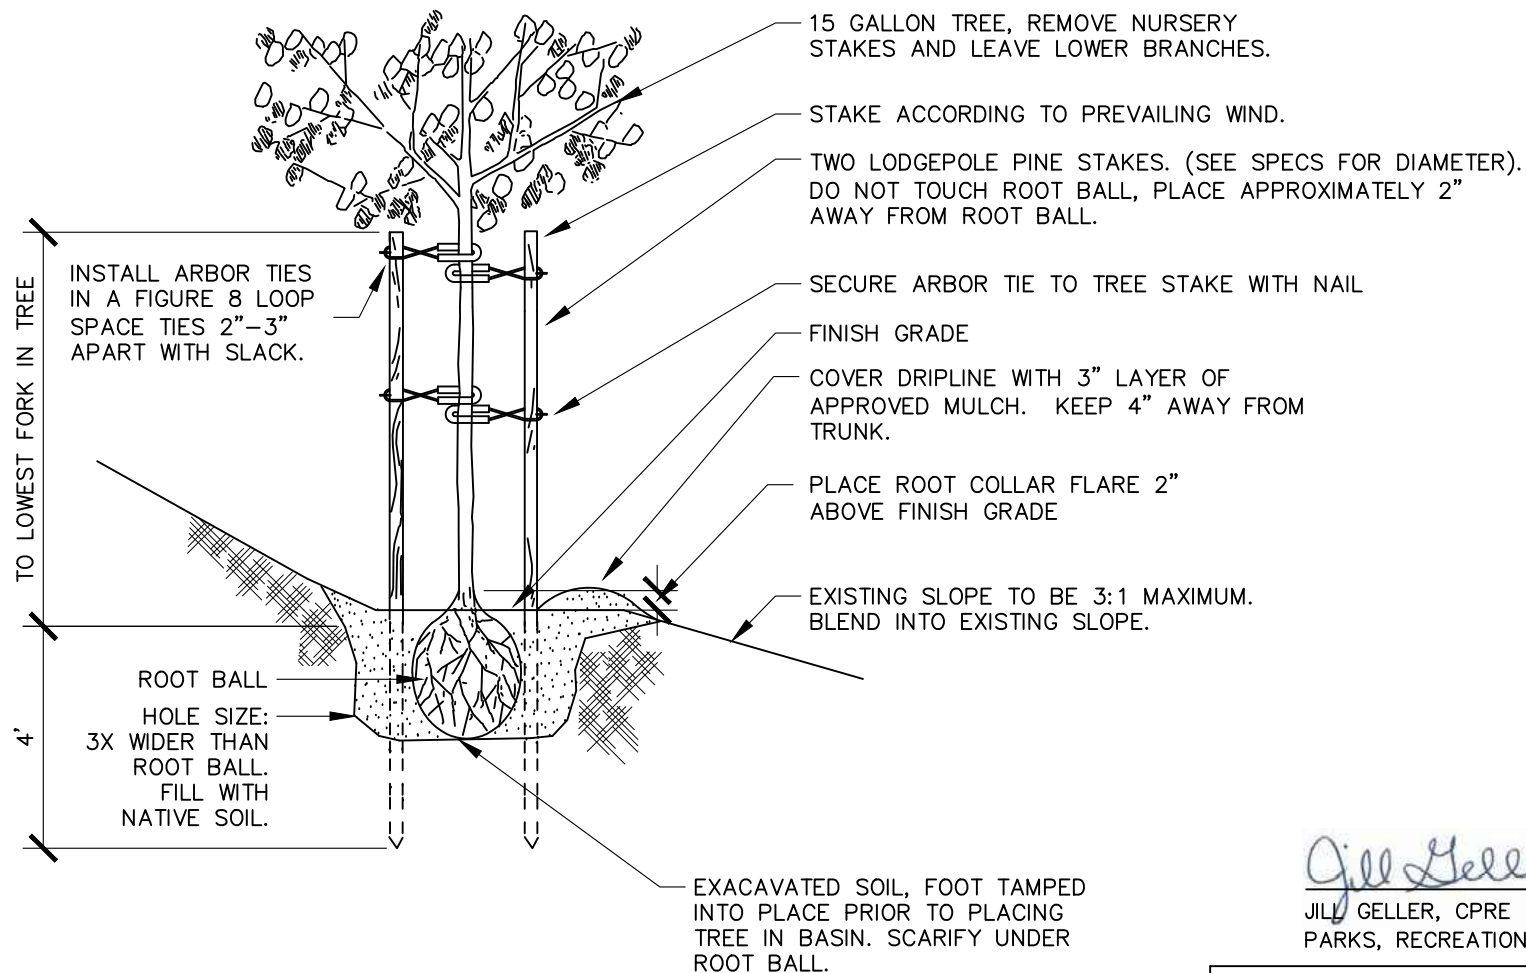 15 GALLON TREE, REMOVE NURSERY
STAKES AND LEAVE LOWER BRANCHES.
STAKE ACCORDING TO PREVAILING WIND.
TWO LODGEPOLE PINE STAKES. (SEE SPECS FOR DIAMETER).
DO NOT TOUCH ROOT BALL, PLACE APPROXIMATELY 2”
AWAY FROM ROOT BALL.
INSTALL ARBOR TIES
IN A FIGURE 8 LOOP
SPACE TIES 2”-3”
APART WITH SLACK.
SECURE ARBOR TIE TO TREE STAKE WITH NAIL
FINISH GRADE
COVER DRIPLINE WITH 3” LAYER OF
APPROVED MULCH. KEEP 4” AWAY FROM
TRUNK.
PLACE ROOT COLLAR FLARE 2”
ABOVE FINISH GRADE
EXISTING SLOPE TO BE 3:1 MAXIMUM.
BLEND INTO EXISTING SLOPE.
TO LOWEST FORK IN TREE
4’
ROOT BALL
HOLE SIZE:
3X WIDER THAN
ROOT BALL.
FILL WITH
NATIVE SOIL.
EXACAVATED SOIL, FOOT TAMPED
INTO PLACE PRIOR TO PLACING
TREE IN BASIN. SCARIFY UNDER
ROOT BALL.
Jill Gell
JILL GELLER, CPRE
PARKS, RECREATION